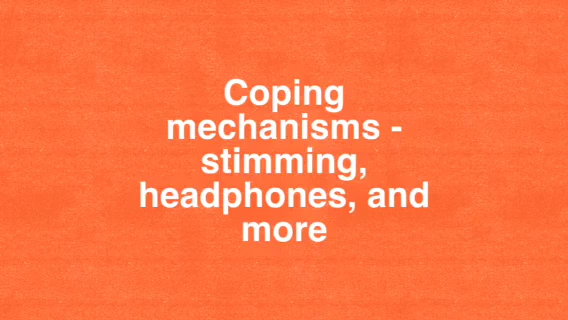 Coping
mechanisms -
stimming,
headphones, and
more